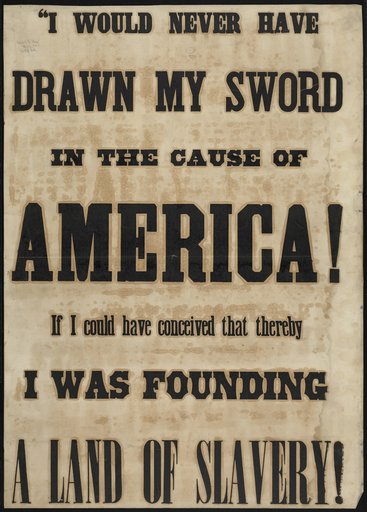 "I WOULD NEVER HAVE
DRAWN MY SWORD
IN THE CAUSE OF
AMERICA!
If I could have conceived that thereby
I WAS FOUNDING
A LAND OF SLAVERY!